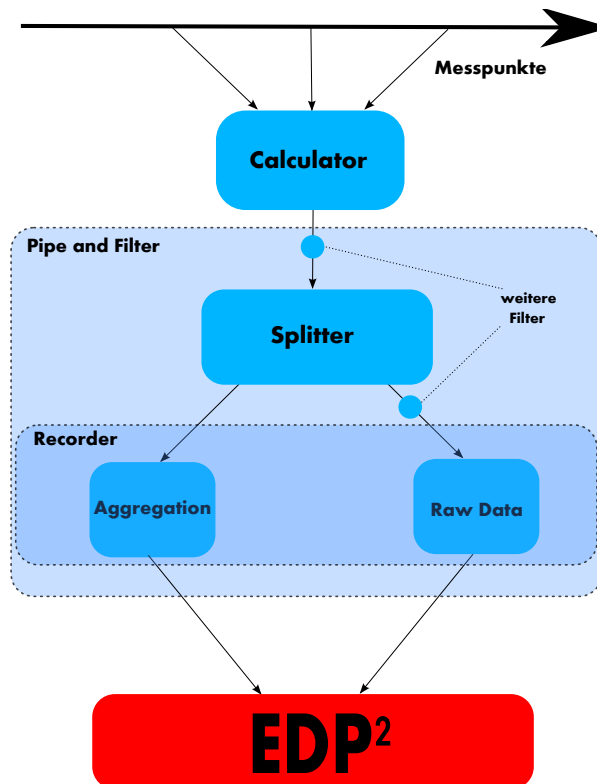 Messpunkte
Calculator
Pipe and Filter
weitere
Filter
Splitter
Recorder
Aggregation
Raw Data
EDP²